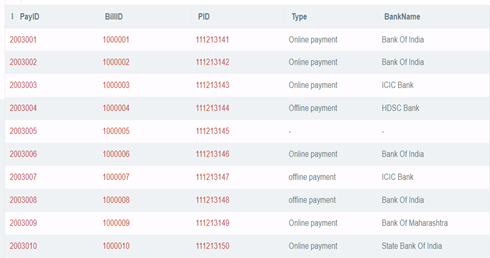 PayID BillID PID Type BankName
2003001 1000001 111213141 Online payment Bank Of India
2003002 1000002 111213142 Online payment Bank Of India
2003003 1000003 111213143 Online payment ICIC Bank
2003004 1000004 111213144 Offline payment HDSC Bank
2003005 1000005 111213145 - -
2003006 1000006 111213146 Online payment Bank Of India
2003007 1000007 111213147 offline payment ICIC Bank
2003008 1000008 111213148 offline payment Bank Of India
2003009 1000009 111213149 Online payment Bank Of Maharashtra
2003010 1000010 111213150 Online payment State Bank Of India